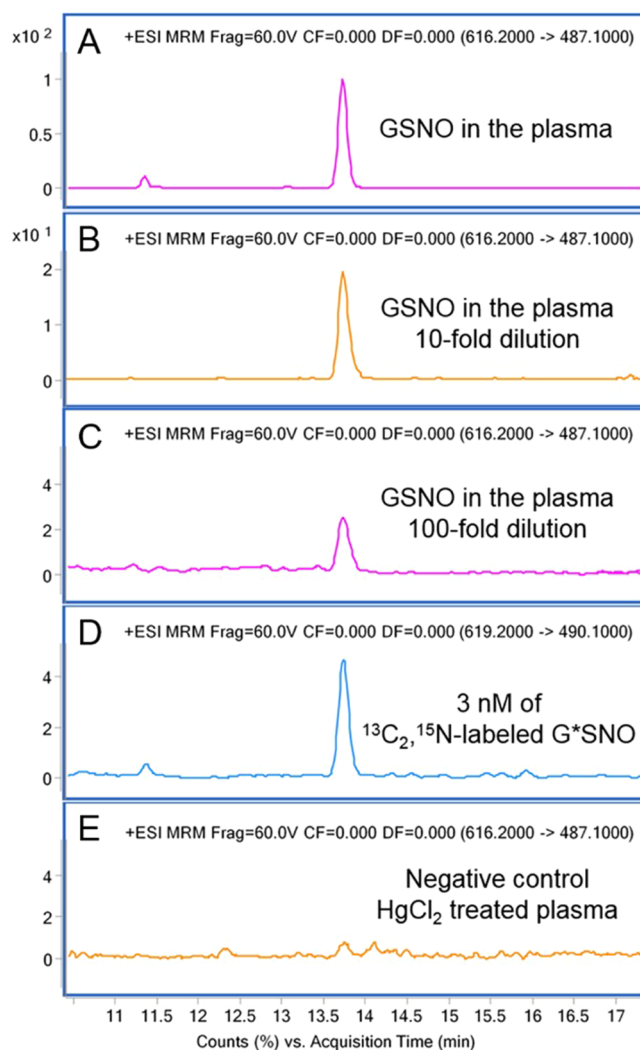 x10 ²
A
+ESI MRM Frag=60.0V CF=0.000 DF=0.000 (616.2000 -> 487.1000)
1
0.5
0
GSNO in the plasma
x10 ¹
B
+ESI MRM Frag=60.0V CF=0.000 DF=0.000 (616.2000 -> 487.1000)
2
1
0
GSNO in the plasma
10-fold dilution
C
+ESI MRM Frag=60.0V CF=0.000 DF=0.000 (616.2000 -> 487.1000)
4
2
0
GSNO in the plasma
100-fold dilution
D
+ESI MRM Frag=60.0V CF=0.000 DF=0.000 (619.2000 -> 490.1000)
4
2
0
3 nM of
¹³C₂,¹⁵N-labeled G*SNO
E
+ESI MRM Frag=60.0V CF=0.000 DF=0.000 (616.2000 -> 487.1000)
4
2
0
Negative control
HgCl₂ treated plasma
11 11.5 12 12.5 13 13.5 14 14.5 15 15.5 16 16.5 17
Counts (%) vs. Acquisition Time (min)